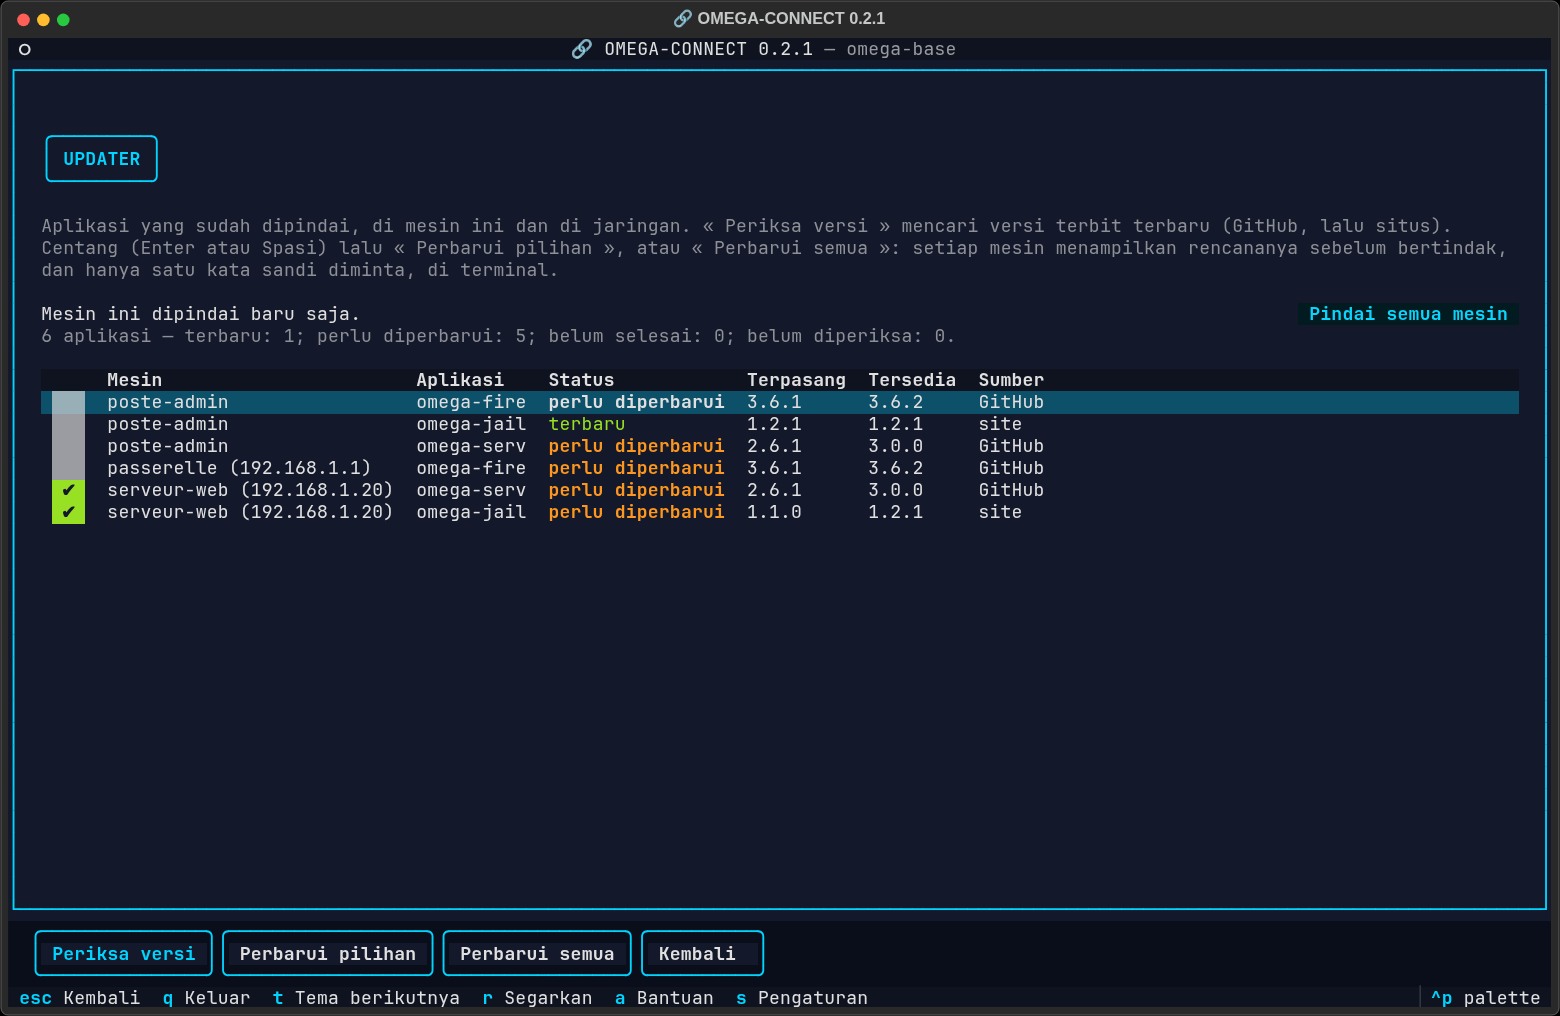 🔗 OMEGA-CONNECT 0.2.1
🔗 OMEGA-CONNECT 0.2.1 — omega-base
UPDATER
Aplikasi yang sudah dipindai, di mesin ini dan di jaringan. « Periksa versi » mencari versi terbit terbaru (GitHub, lalu situs).
Centang (Enter atau Spasi) lalu « Perbarui pilihan », atau « Perbarui semua »: setiap mesin menampilkan rencananya sebelum bertindak,
dan hanya satu kata sandi diminta, di terminal.
Mesin ini dipindai baru saja. Pindai semua mesin
6 aplikasi — terbaru: 1; perlu diperbarui: 5; belum selesai: 0; belum diperiksa: 0.
Mesin Aplikasi Status Terpasang Tersedia Sumber
poste-admin omega-fire perlu diperbarui 3.6.1 3.6.2 GitHub
poste-admin omega-jail terbaru 1.2.1 1.2.1 site
poste-admin omega-serv perlu diperbarui 2.6.1 3.0.0 GitHub
passerelle (192.168.1.1) omega-fire perlu diperbarui 3.6.1 3.6.2 GitHub
✔ serveur-web (192.168.1.20) omega-serv perlu diperbarui 2.6.1 3.0.0 GitHub
✔ serveur-web (192.168.1.20) omega-jail perlu diperbarui 1.1.0 1.2.1 site
Periksa versi Perbarui pilihan Perbarui semua Kembali
esc Kembali q Keluar t Tema berikutnya r Segarkan a Bantuan s Pengaturan ^p palette